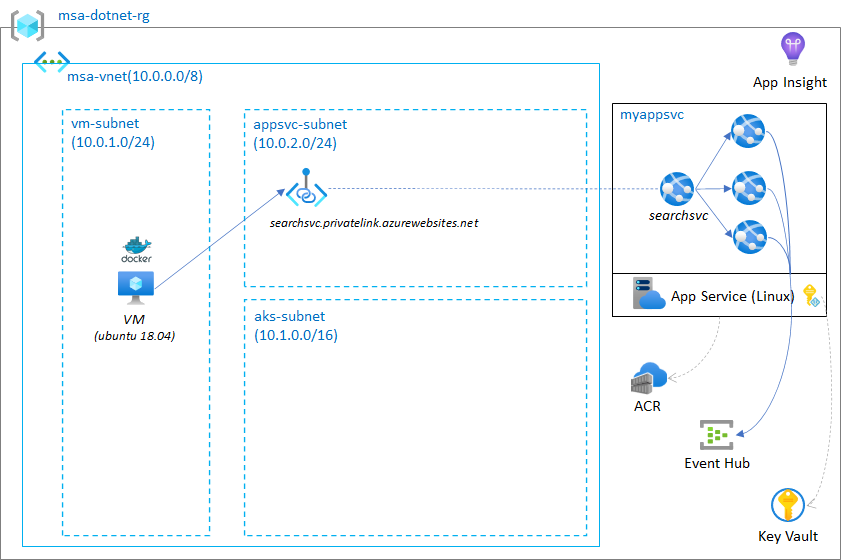 msa-dotnet-rg
msa-vnet(10.0.0.0/8)
vm-subnet
(10.0.1.0/24)
docker
VM
(ubuntu 18.04)
appsvc-subnet
(10.0.2.0/24)
searchsvc.privatelink.azurewebsites.net
aks-subnet
(10.1.0.0/16)
App Insight
myappsvc
searchsvc
App Service (Linux)
ACR
Event Hub
Key Vault